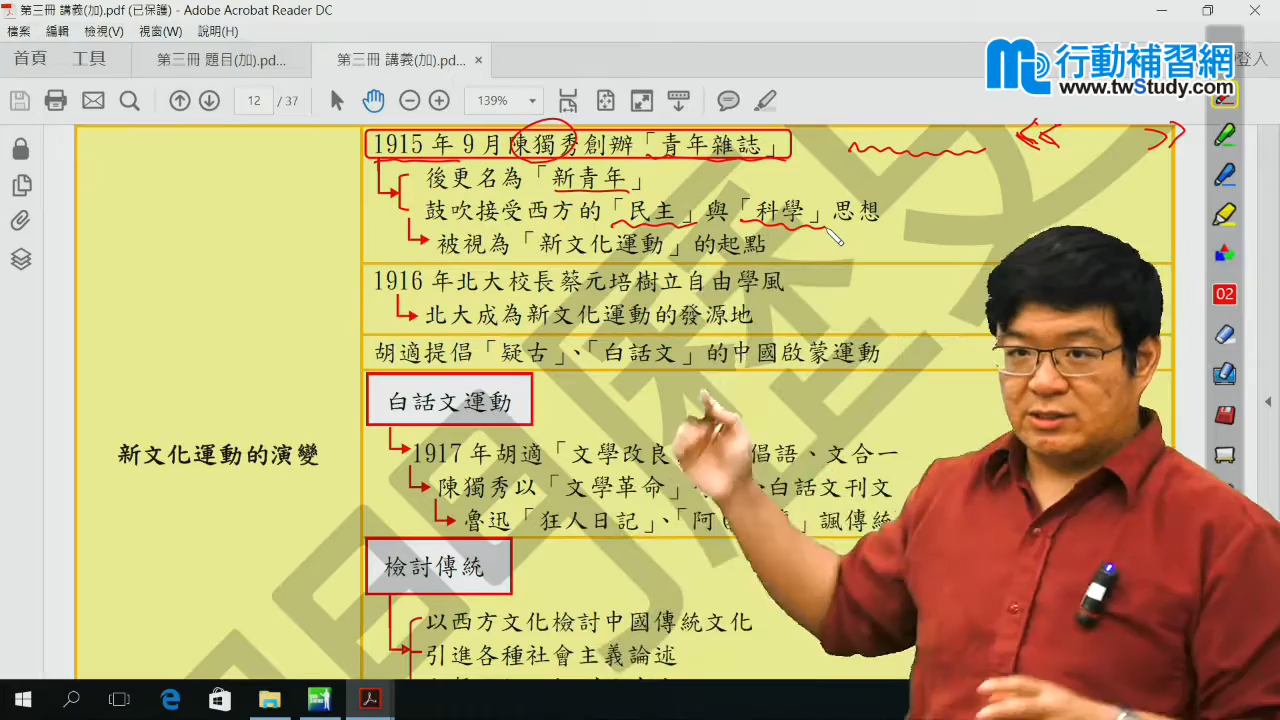 第三冊 講義(加).pdf (已保護) - Adobe Acrobat Reader DC
檔案 編輯 檢視(V) 視窗(W) 說明(H)
首頁 工具 第三冊 題目(加).pd... 第三冊 講義(加).pd... × 登入
行動補習網
www.twStudy.com
12 / 37 139%
1915 年 9 月陳獨秀創辦「青年雜誌」
後更名為「新青年」
鼓吹接受西方的「民主」與「科學」思想
被視為「新文化運動」的起點
02
1916 年北大校長蔡元培樹立自由學風
北大成為新文化運動的發源地
胡適提倡「疑古」、「白話文」的中國啟蒙運動
白話文運動
新文化運動的演變
1917 年胡適「文學改良 倡語、文合一
陳獨秀以「文學革命」 白話文刊文
魯迅「狂人日記」、「阿Q 」諷傳統
檢討傳統
以西方文化檢討中國傳統文化
引進各種社會主義論述